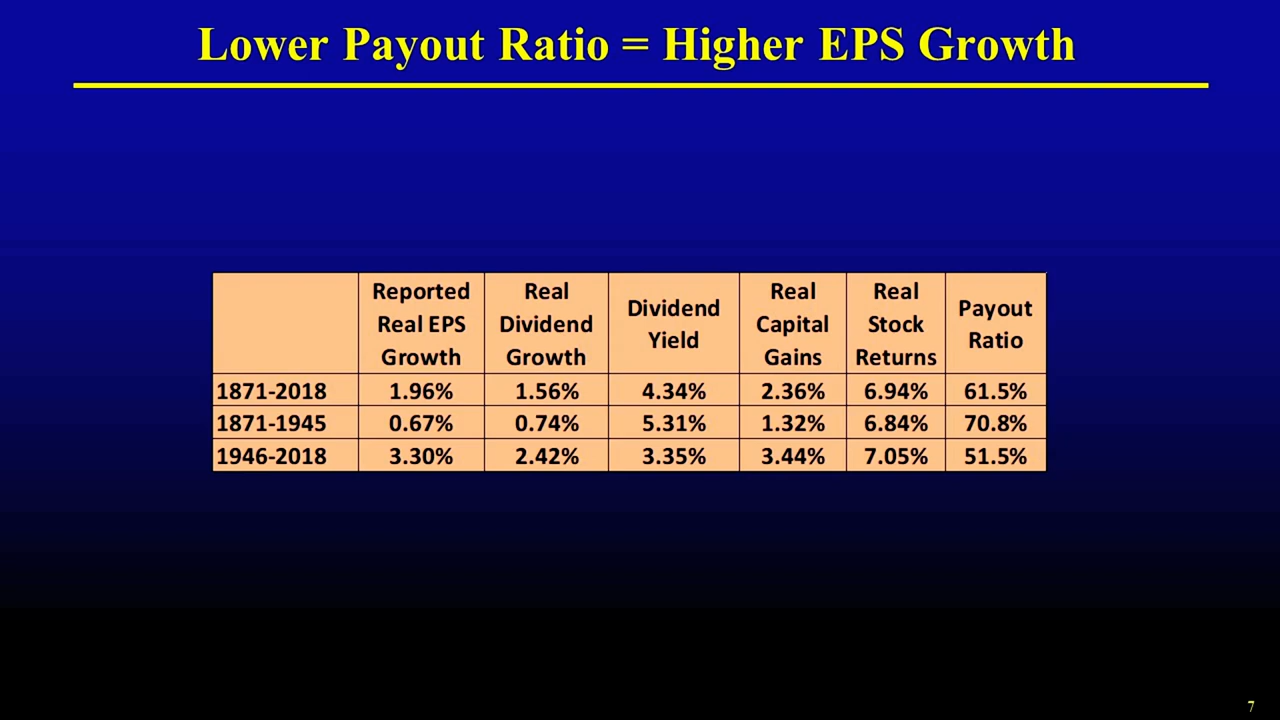 Lower Payout Ratio = Higher EPS Growth
Reported Real EPS Growth | Real Dividend Growth | Dividend Yield | Real Capital Gains | Real Stock Returns | Payout Ratio
1871-2018 | 1.96% | 1.56% | 4.34% | 2.36% | 6.94% | 61.5%
1871-1945 | 0.67% | 0.74% | 5.31% | 1.32% | 6.84% | 70.8%
1946-2018 | 3.30% | 2.42% | 3.35% | 3.44% | 7.05% | 51.5%
7